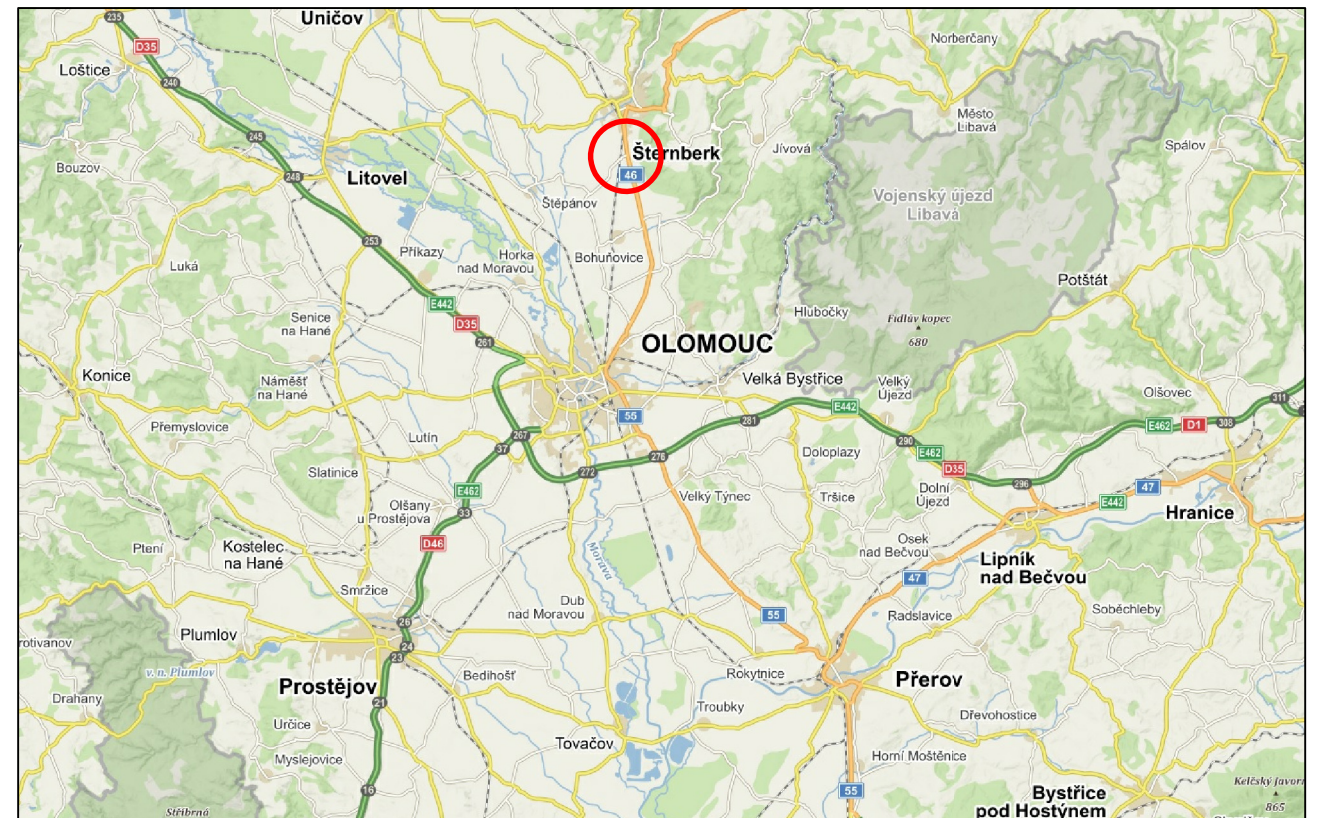 235
Uničov
D35
Norberčany
Loštice
240
Město
Libavá
245
Šternberk
Jívová
Spálov
Bouzov
248
Litovel
46
Vojenský újezd
Libavá
Štěpánov
253
Příkazy
Horka
nad Moravou
Bohuňovice
Luká
Potštát
E442
Hlubočky
Fidlův kopec
680
Senice
na Hané
D35
261
OLOMOUC
Konice
Náměšť
na Hané
Velká Bystřice
Velký
Újezd
Olšovec
311
E442
55
281
E462
D1
308
Přemyslovice
Lutín
267
37
290
E462
Doloplazy
276
D35
Slatinice
272
296
Dolní
Újezd
47
E462
Velký Týnec
Tršice
E442
Hranice
Olšany
u Prostějova
33
D46
Osek
nad Bečvou
Ptení
Kostelec
na Hané
Morava
Lipník
nad Bečvou
47
Smržice
Dub
nad Moravou
55
Radslavice
Soběchleby
26
Plumlov
rotivanov
24
23
v. n. Plumlov
Bedihošť
Rokytnice
Přerov
Prostějov
Drahany
21
Troubky
Dřevohostice
Určice
Tovačov
Myslejovice
Horní Moštěnice
16
55
Kelčský javorn
865
Bystřice
pod Hostýnem
Stříbrná